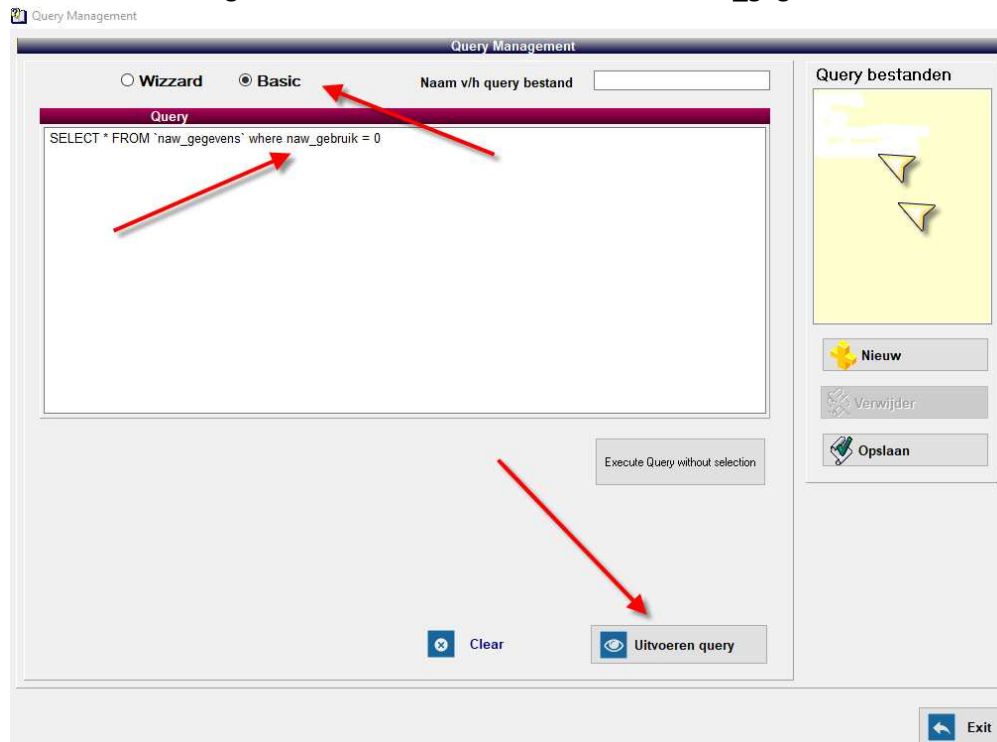 Query Management
Query Management
Wizzard Basic Naam v/h query bestand
Query
SELECT * FROM `naw_gegevens` where naw_gebruik = 0
Query bestanden
Nieuw
Verwijder
Opslaan
Execute Query without selection
Clear
Uitvoeren query
Exit